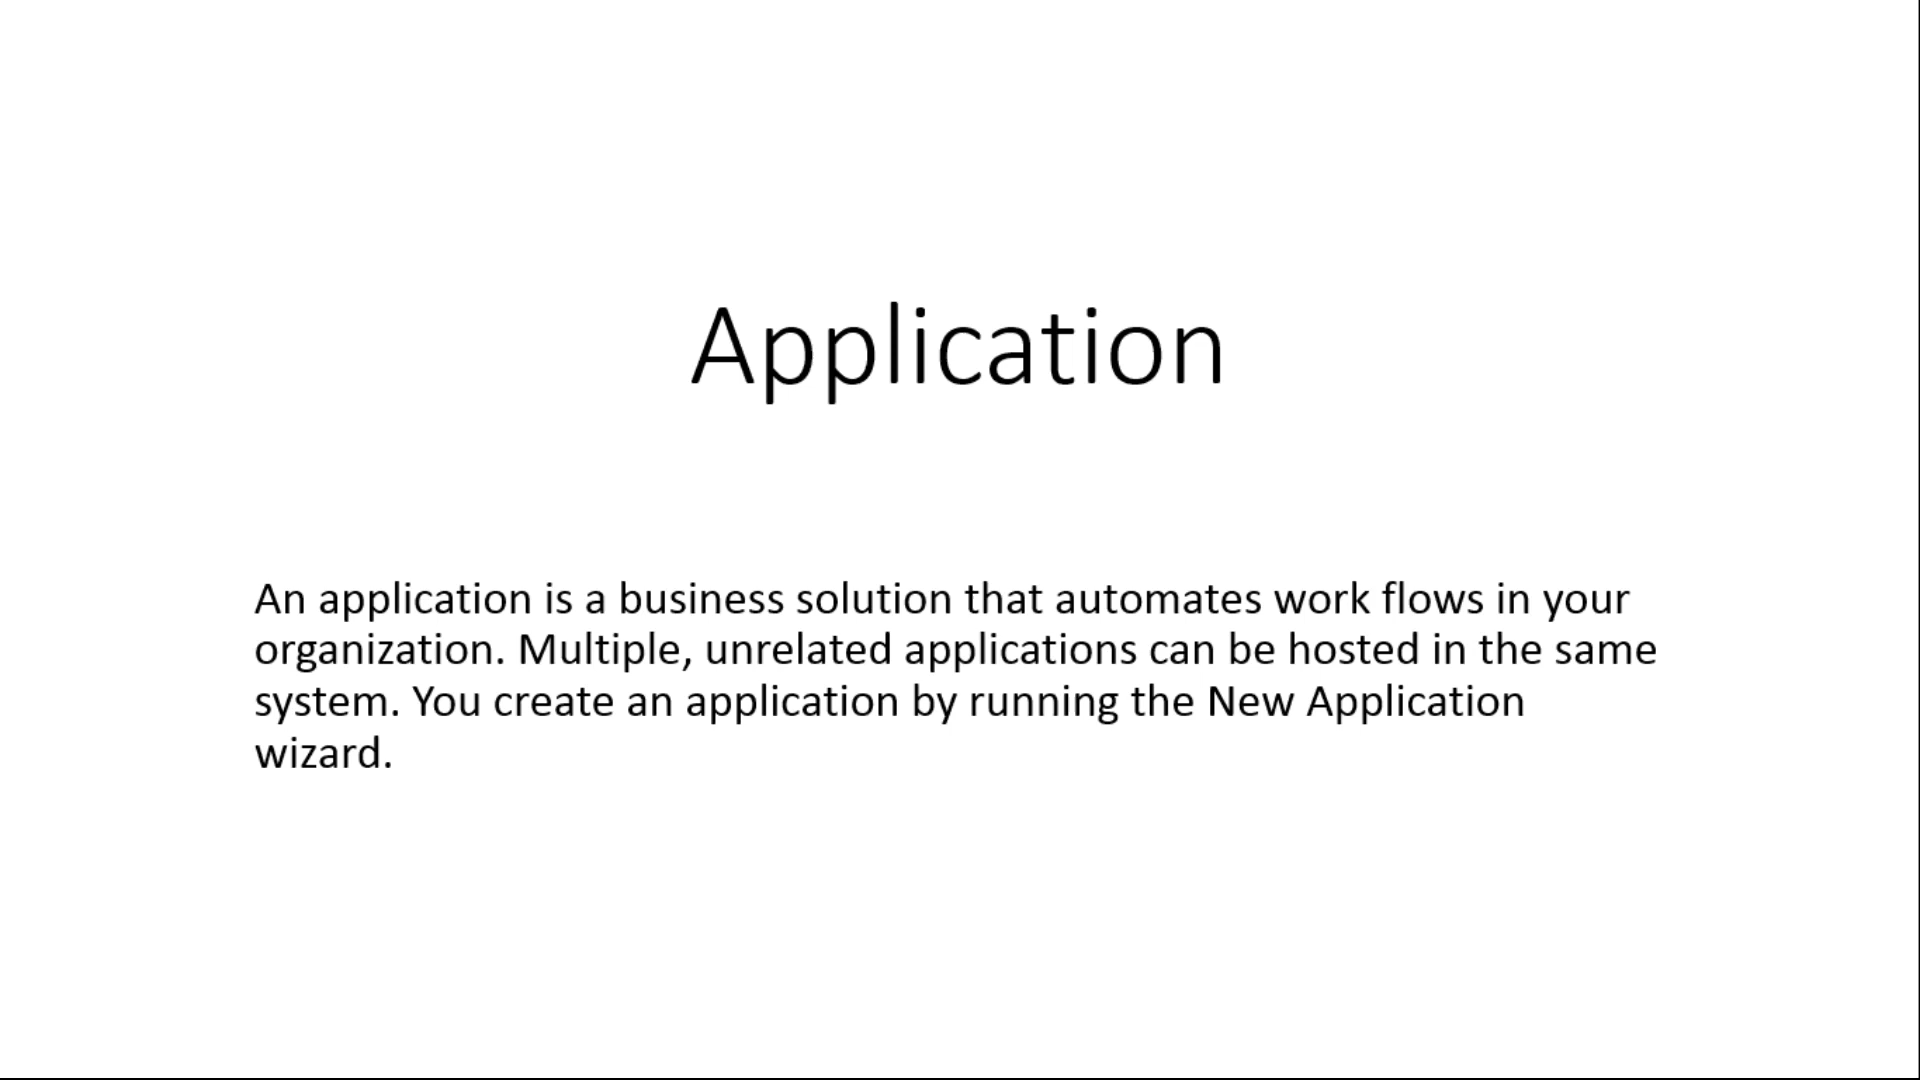 Application
An application is a business solution that automates work flows in your
organization. Multiple, unrelated applications can be hosted in the same
system. You create an application by running the New Application
wizard.